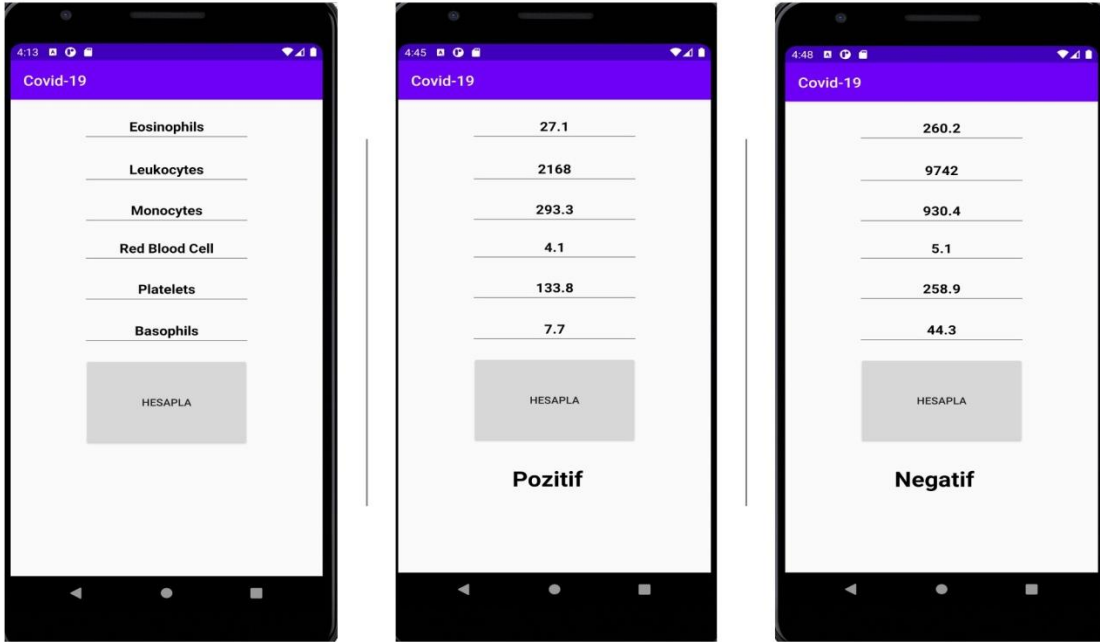 4:13
Covid-19
Eosinophils
Leukocytes
Monocytes
Red Blood Cell
Platelets
Basophils
HESAPLA
4:45
Covid-19
27.1
2168
293.3
4.1
133.8
7.7
HESAPLA
Pozitif
4:48
Covid-19
260.2
9742
930.4
5.1
258.9
44.3
HESAPLA
Negatif